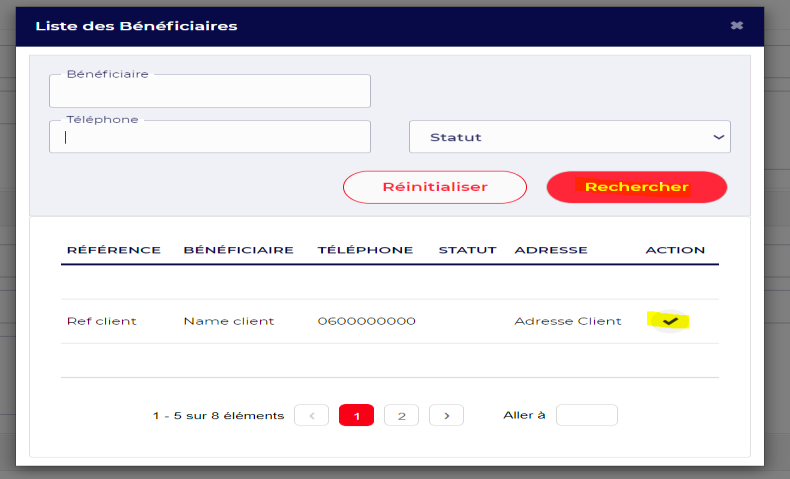 Liste des Bénéficiaires
Bénéficiaire
Téléphone
Statut
Réinitialiser
Rechercher
RÉFÉRENCE BÉNÉFICIAIRE TÉLÉPHONE STATUT ADRESSE ACTION
Ref client Name client 0600000000 Adresse Client
1 - 5 sur 8 éléments 1 2 Aller à